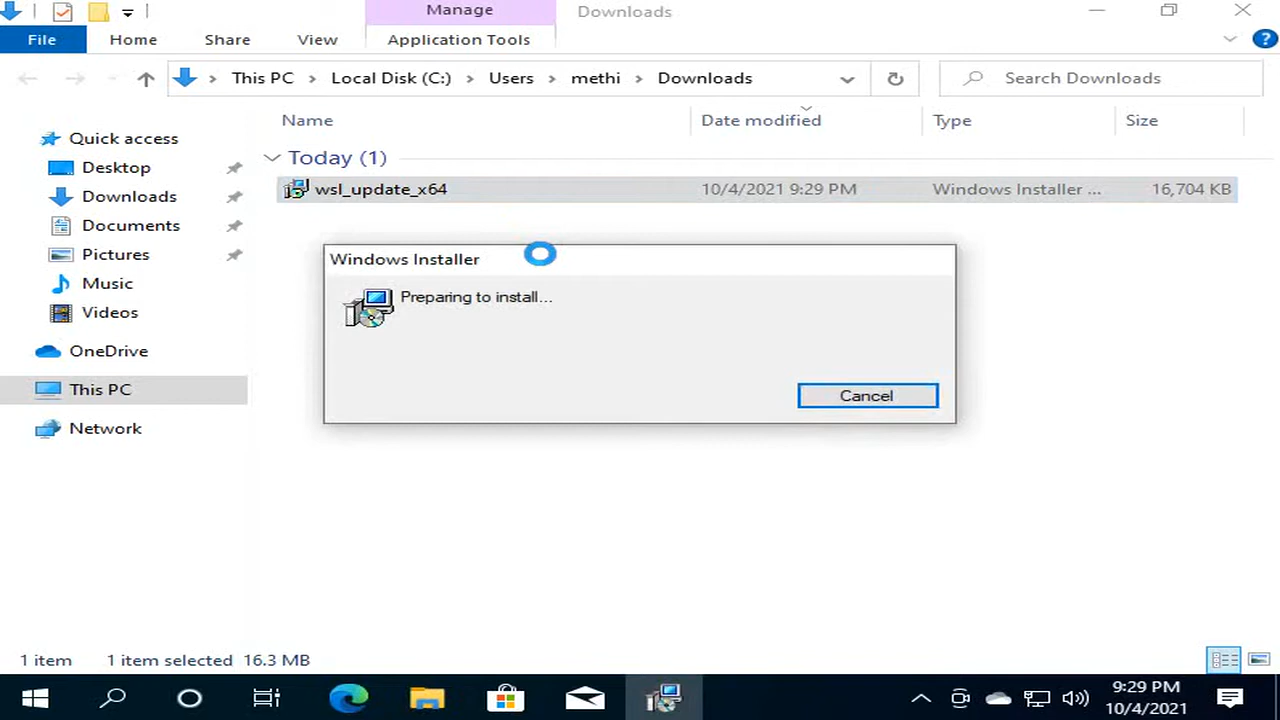 Manage
Downloads
File
Home
Share
View
Application Tools
This PC
Local Disk (C:)
Users
methi
Downloads
Search Downloads
Name
Date modified
Type
Size
Quick access
Desktop
Downloads
Documents
Pictures
Music
Videos
OneDrive
This PC
Network
Today (1)
wsl_update_x64
10/4/2021 9:29 PM
Windows Installer ...
16,704 KB
Windows Installer
Preparing to install...
Cancel
1 item
1 item selected 16.3 MB
9:29 PM
10/4/2021